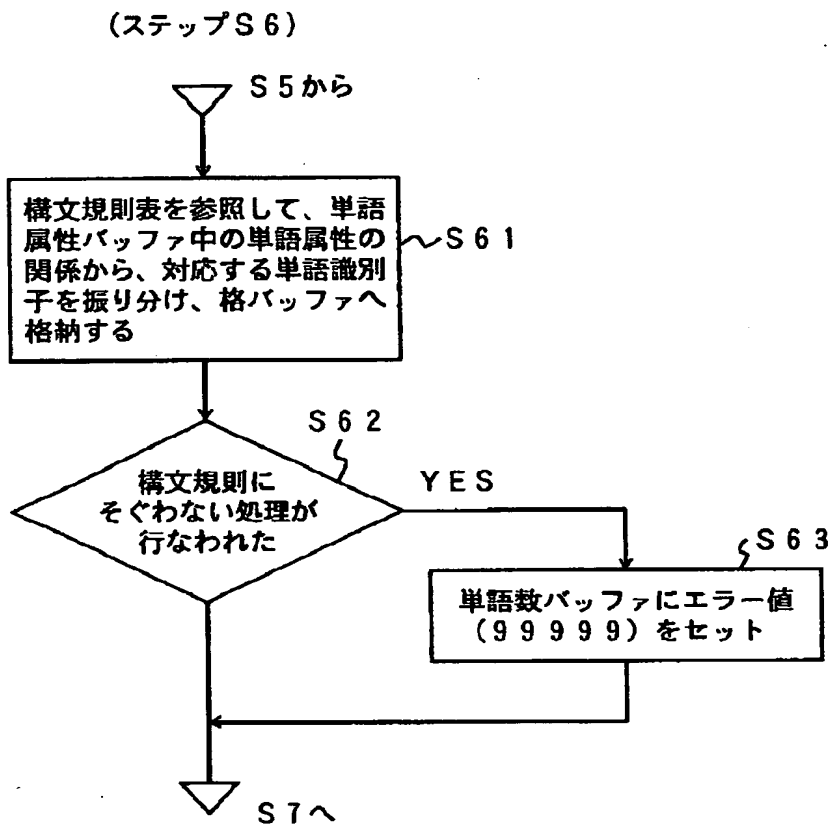 (ステップS6)
S5から
構文規則表を参照して、単語
属性バッファ中の単語属性の
関係から、対応する単語識別
子を振り分け、格バッファへ
格納する
S61
S62
構文規則に
そぐわない処理が
行なわれた
YES
S63
単語数バッファにエラー値
(99999)をセット
S7へ